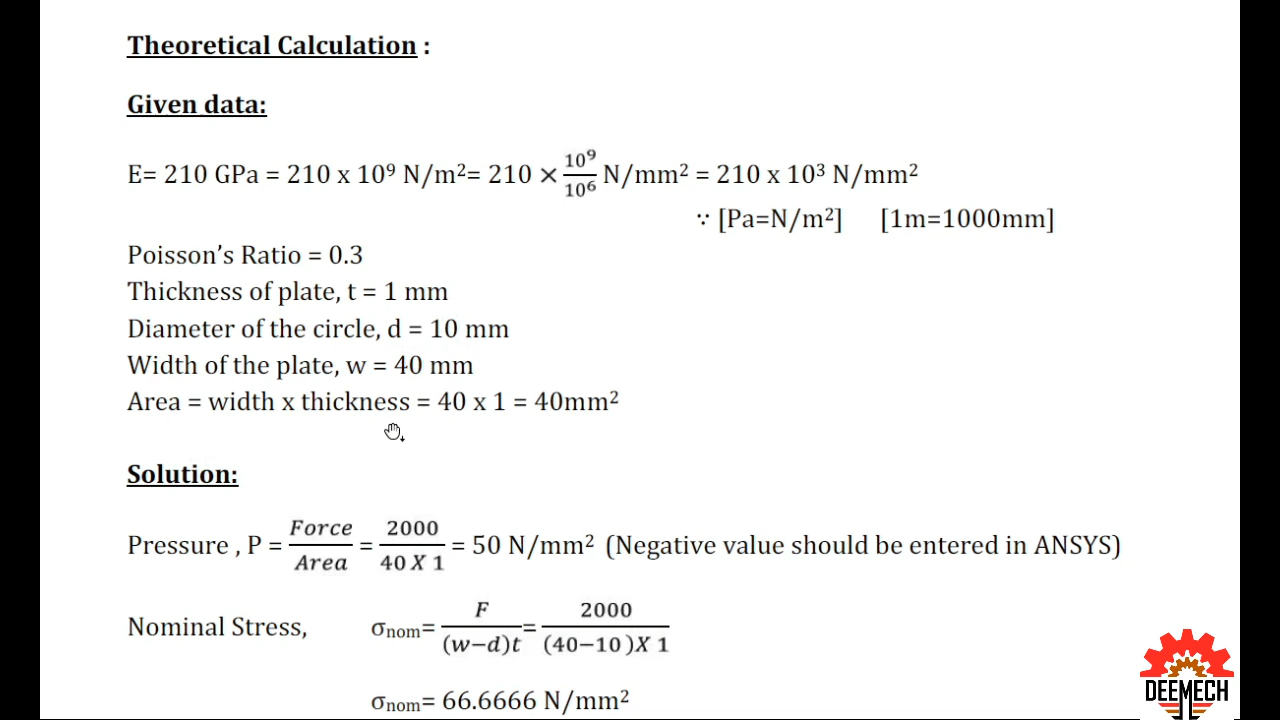 Theoretical Calculation :
Given data:
E= 210 GPa = 210 x 10⁹ N/m²= 210 × 10⁹/10⁶ N/mm² = 210 x 10³ N/mm²
∵ [Pa=N/m²] [1m=1000mm]
Poisson’s Ratio = 0.3
Thickness of plate, t = 1 mm
Diameter of the circle, d = 10 mm
Width of the plate, w = 40 mm
Area = width x thickness = 40 x 1 = 40mm²
Solution:
Pressure , P = Force/Area = 2000/40 X 1 = 50 N/mm² (Negative value should be entered in ANSYS)
Nominal Stress, σnom= F/(w−d)t = 2000/(40−10 )X 1
σnom= 66.6666 N/mm²
DEEMECH